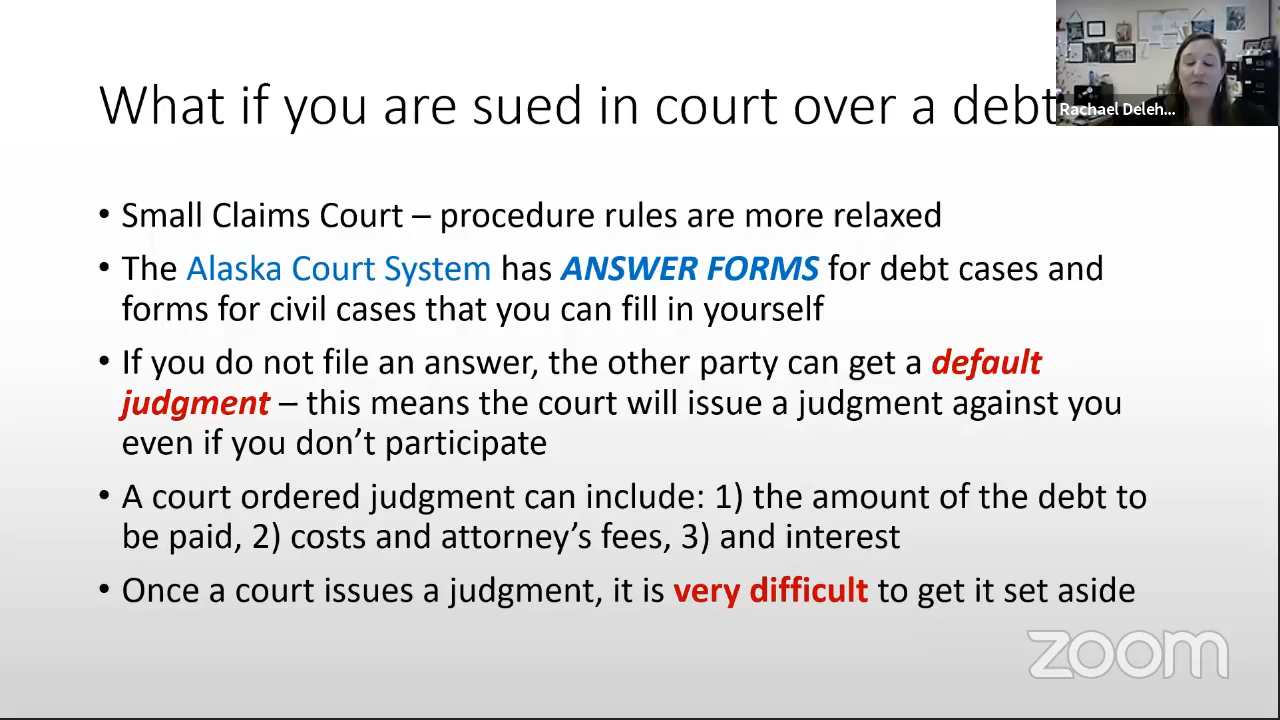 What if you are sued in court over a debt
Rachael Deleh...
• Small Claims Court – procedure rules are more relaxed
• The Alaska Court System has ANSWER FORMS for debt cases and
forms for civil cases that you can fill in yourself
• If you do not file an answer, the other party can get a default
judgment – this means the court will issue a judgment against you
even if you don’t participate
• A court ordered judgment can include: 1) the amount of the debt to
be paid, 2) costs and attorney’s fees, 3) and interest
• Once a court issues a judgment, it is very difficult to get it set aside
zoom